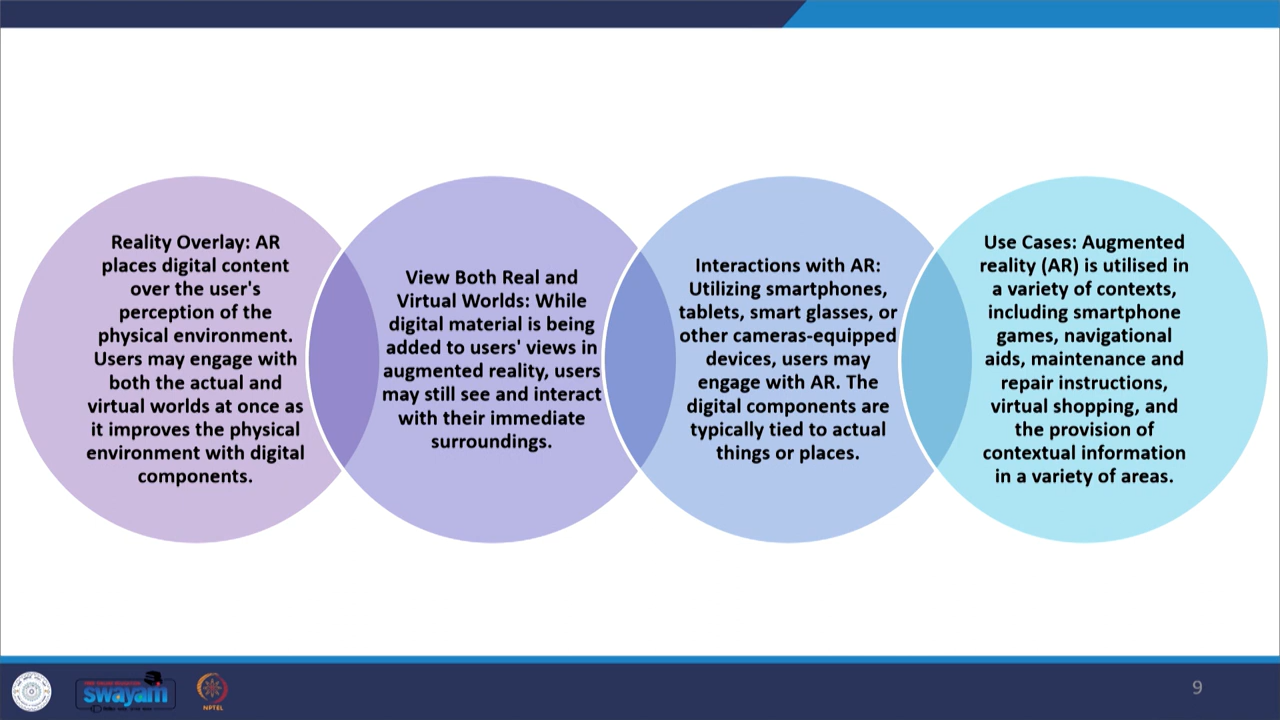 Reality Overlay: AR
places digital content
over the user's
perception of the
physical environment.
Users may engage with
both the actual and
virtual worlds at once as
it improves the physical
environment with digital
components.
View Both Real and
Virtual Worlds: While
digital material is being
added to users' views in
augmented reality, users
may still see and interact
with their immediate
surroundings.
Interactions with AR:
Utilizing smartphones,
tablets, smart glasses, or
other cameras-equipped
devices, users may
engage with AR. The
digital components are
typically tied to actual
things or places.
Use Cases: Augmented
reality (AR) is utilised in
a variety of contexts,
including smartphone
games, navigational
aids, maintenance and
repair instructions,
virtual shopping, and
the provision of
contextual information
in a variety of areas.
swayam
NPTEL
9